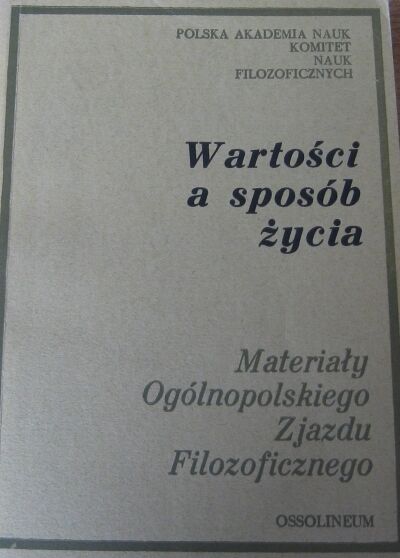 POLSKA AKADEMIA NAUK
KOMITET
NAUK
FILOZOFICZNYCH
Wartości
a sposób
życia
Materiały
Ogólnopolskiego
Zjazdu
Filozoficznego
OSSOLINEUM